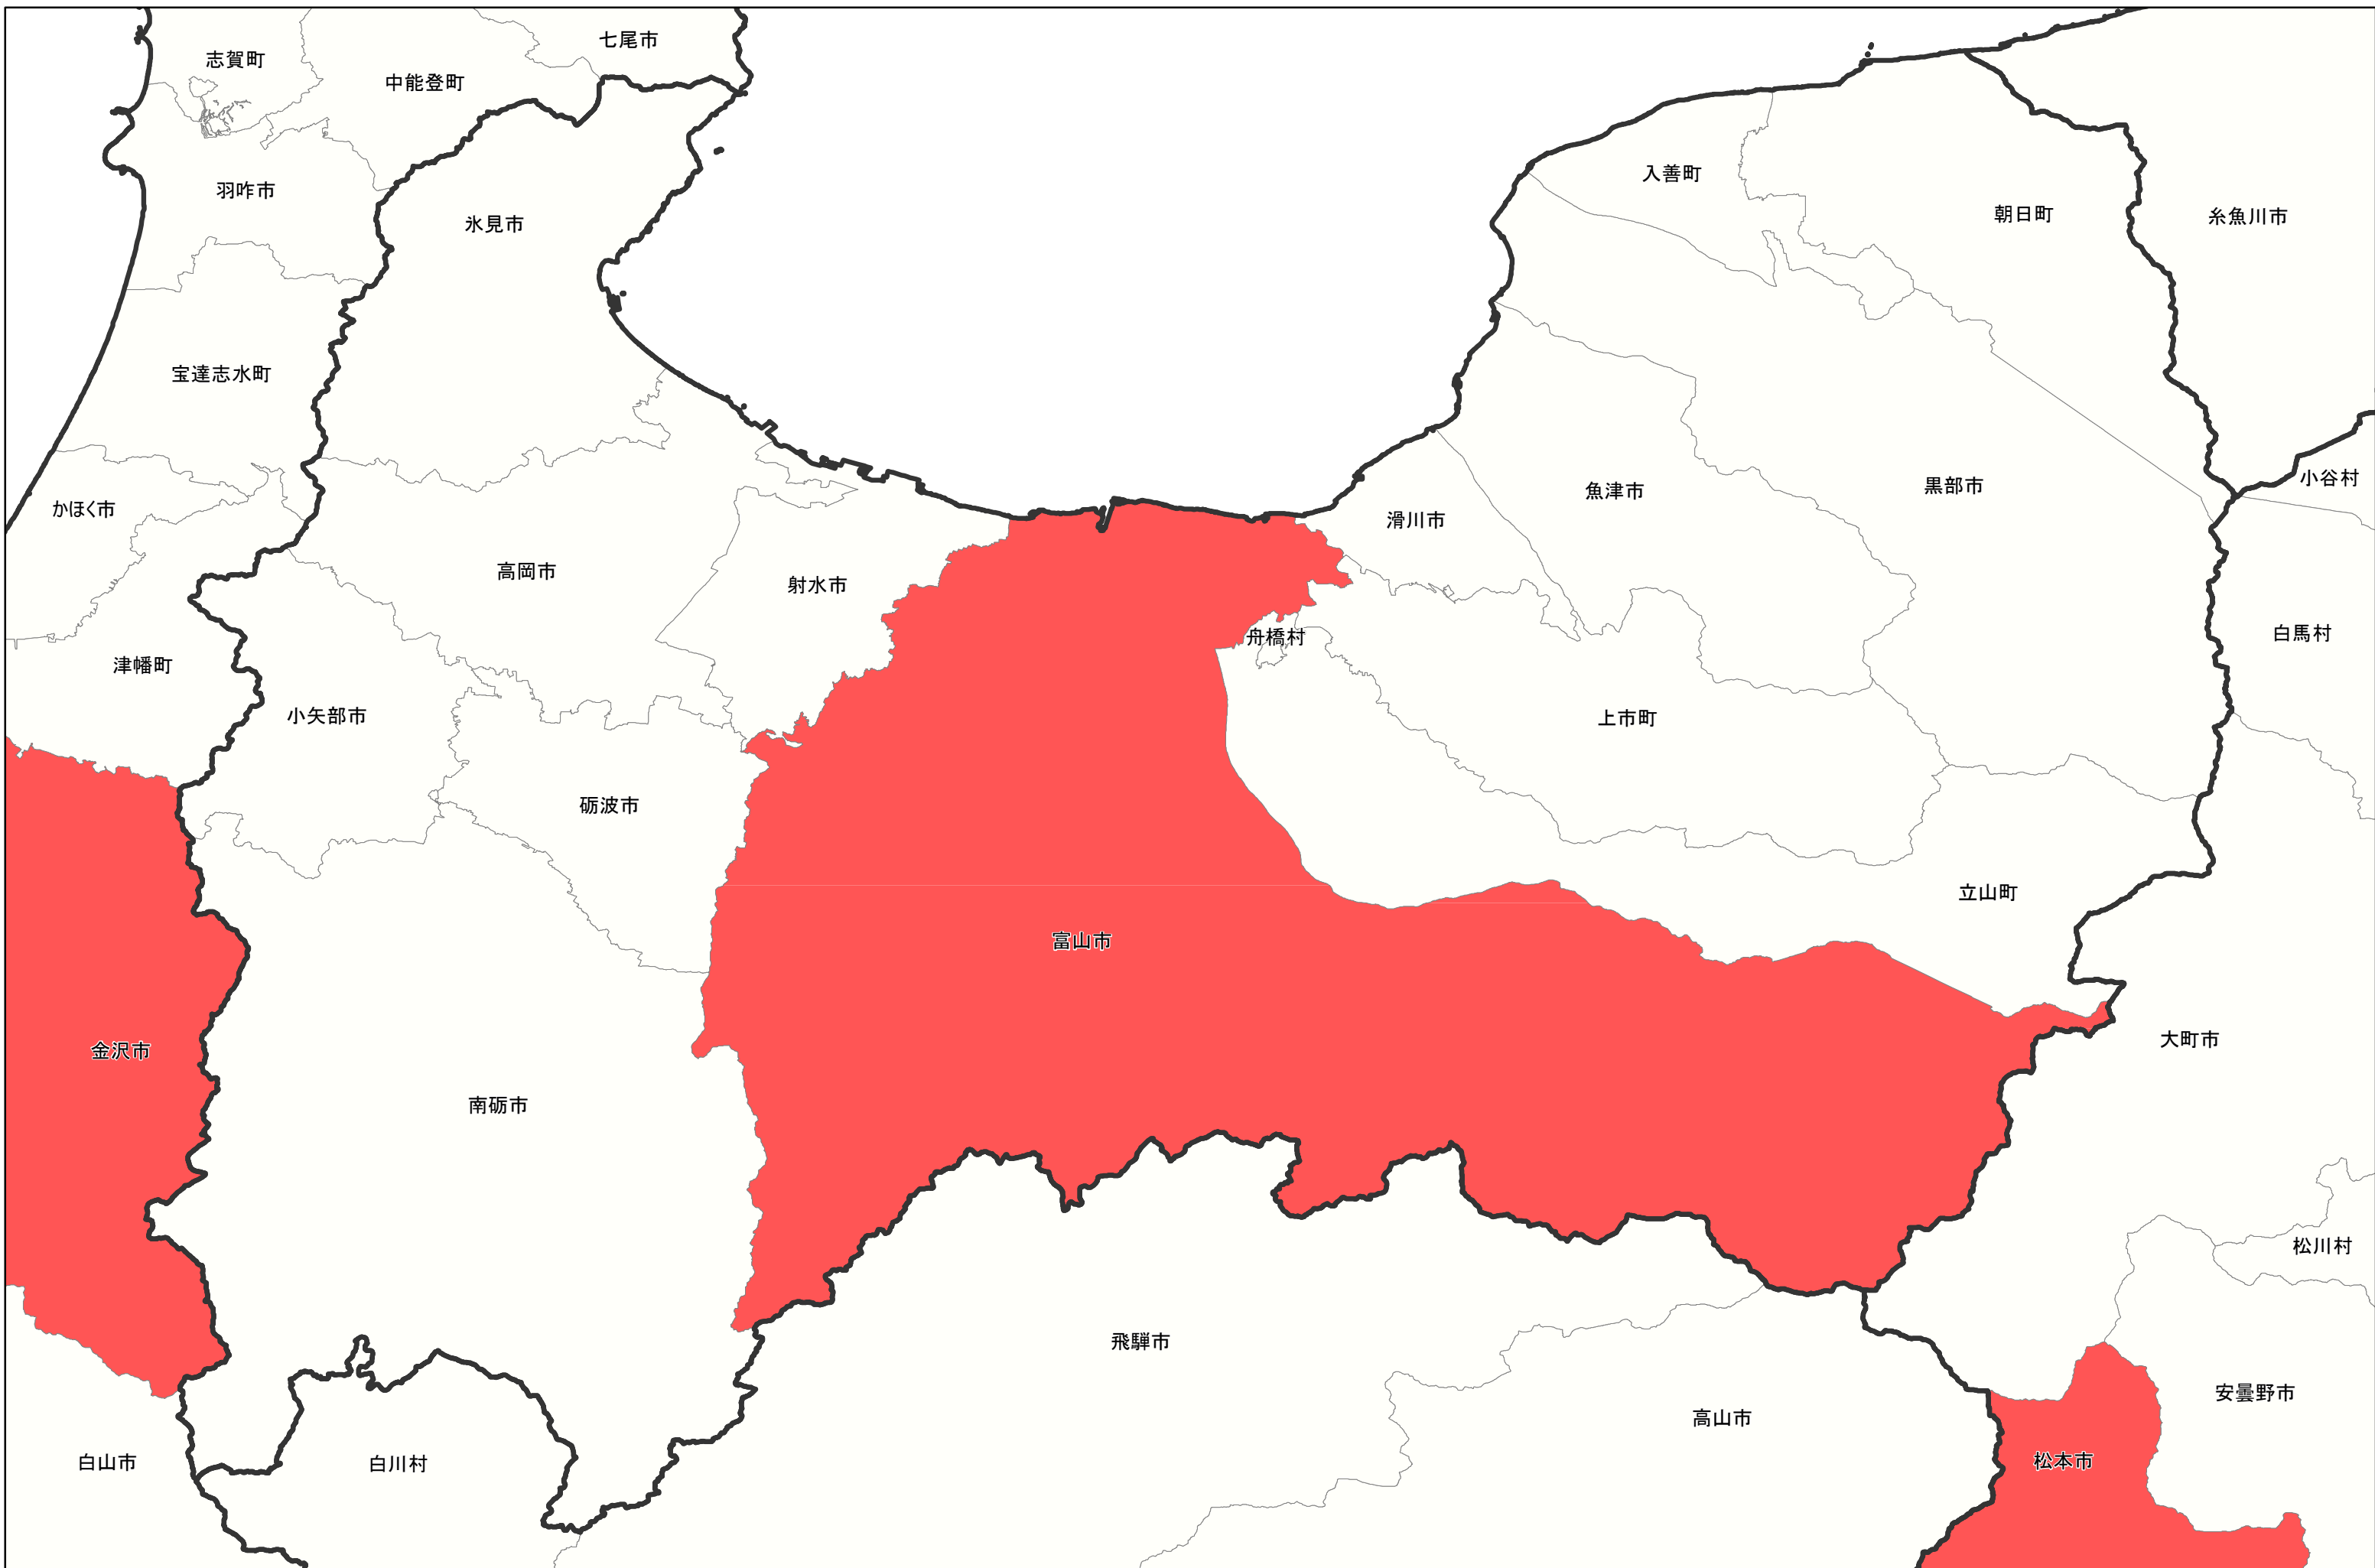 七尾市
志賀町
中能登町
入善町
羽咋市
朝日町
糸魚川市
氷見市
宝達志水町
小谷村
黒部市
魚津市
かほく市
滑川市
高岡市
射水市
白馬村
舟橋村
津幡町
小矢部市
上市町
砺波市
立山町
富山市
大町市
金沢市
南砺市
松川村
飛騨市
安曇野市
高山市
松本市
白山市
白川村